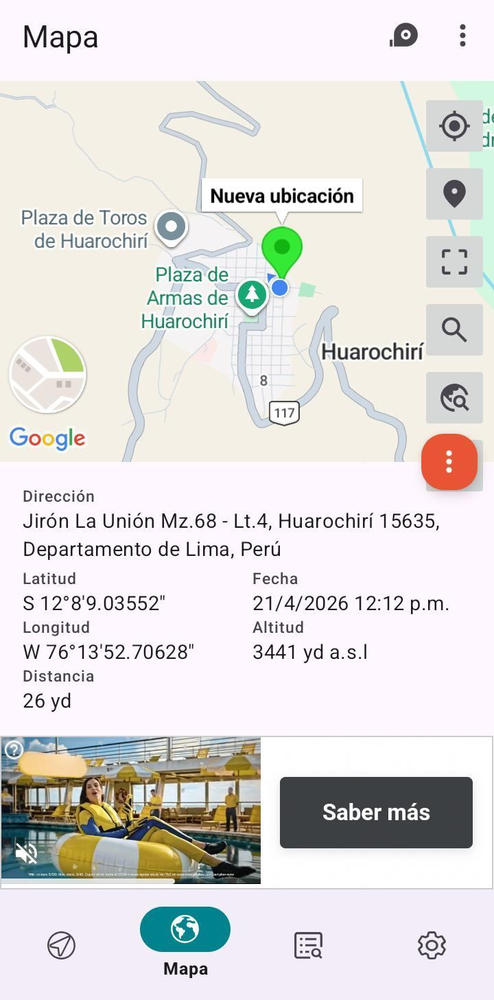 Mapa
de
dr
Nueva ubicación
Plaza de Toros
de Huarochirí
Plaza de
Armas de
Huarochirí
Huarochirí
8
117
Google
Dirección
Jirón La Unión Mz.68 - Lt.4, Huarochirí 15635,
Departamento de Lima, Perú
Latitud
Fecha
S 12°8'9.03552"
21/4/2026 12:12 p.m.
Longitud
Altitud
W 76°13'52.70628"
3441 yd a.s.l
Distancia
26 yd
Saber más
Mapa